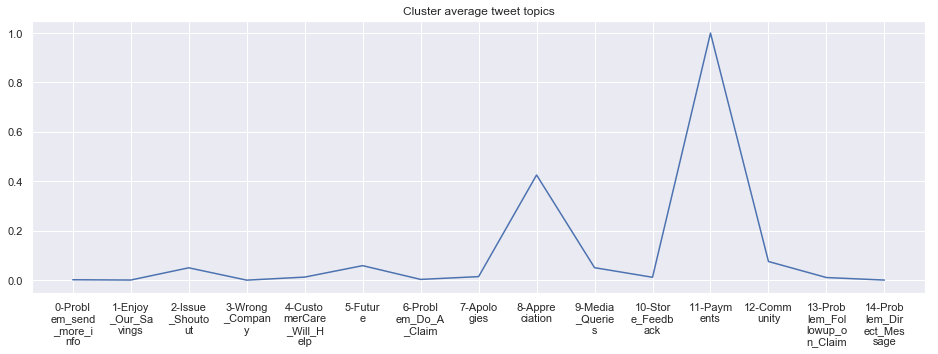 Cluster average tweet topics
1.0
0.8
0.6
0.4
0.2
0.0
0-Probl
em_send
_more_i
nfo
1-Enjoy
_Our_Sa
vings
2-Issue
_Shouto
ut
3-Wrong
_Compan
y
4-Custo
merCare
_Will_H
elp
5-Futur
e
6-Probl
em_Do_A
_Claim
7-Apolo
gies
8-Appre
ciation
9-Media
_Querie
s
10-Stor
e_Feedb
ack
11-Paym
ents
12-Comm
unity
13-Prob
lem_Fol
lowup_o
n_Claim
14-Prob
lem_Dir
ect_Mes
sage